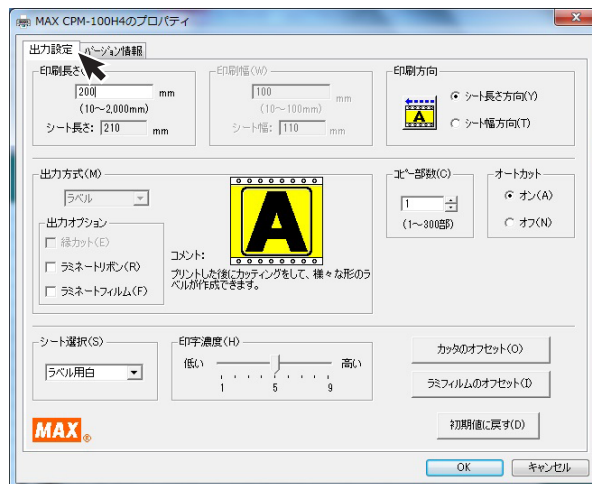 MAX CPM-100H4のプロパティ
出力設定 バージョン情報
印刷長さ
200 mm
(10～2,000mm)
シート長さ: 210 mm
印刷幅(W)
100 mm
(10～100mm)
シート幅: 110 mm
印刷方向
A
シート長さ方向(Y)
シート幅方向(T)
出力方式(M)
ラベル
出力オプション
縁カット(E)
ラミネートリボン(R)
ラミネートフィルム(F)
A
コメント:
プリントした後にカッティングをして、様々な形のラ
ベルが作成できます。
コピー部数(C)
1
(1～300部)
オートカット
オン(A)
オフ(N)
シート選択(S)
ラベル用白
印字濃度(H)
低い 高い
1 5 9
カッタのオフセット(O)
ラミフィルムのオフセット(I)
初期値に戻す(D)
MAX®
OK キャンセル